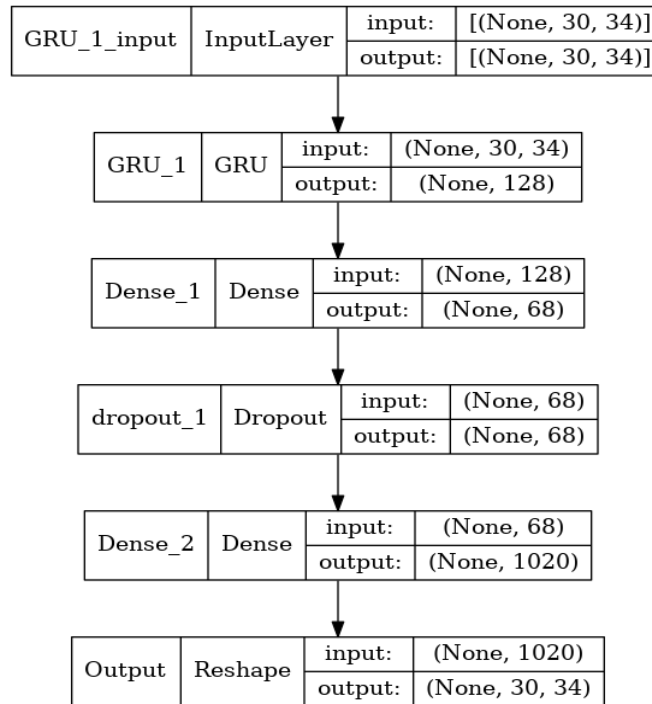 GRU_1_input InputLayer input: [(None, 30, 34)]
output: [(None, 30, 34)]
GRU_1 GRU input: (None, 30, 34)
output: (None, 128)
Dense_1 Dense input: (None, 128)
output: (None, 68)
dropout_1 Dropout input: (None, 68)
output: (None, 68)
Dense_2 Dense input: (None, 68)
output: (None, 1020)
Output Reshape input: (None, 1020)
output: (None, 30, 34)